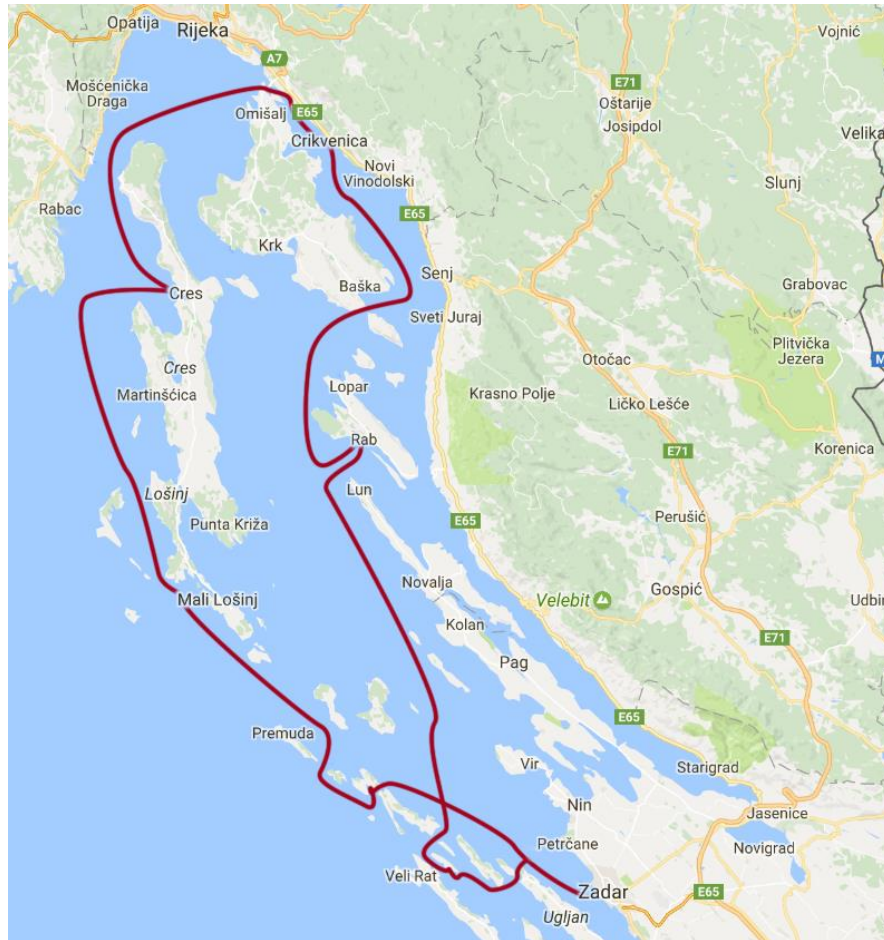 Opatija
Rijeka
Vojnić
A7
E71
Mošćenička
Draga
Oštarije
Omišalj
E65
Josipdol
Crikvenica
Velika
Novi
Vinodolski
Slunj
Rabac
E65
Krk
Senj
Baška
Grabovac
Cres
Sveti Juraj
Plitvička
Jezera
M
Otočac
Cres
Lopar
Martinšćica
Krasno Polje
Ličko Lešće
Rab
E71
Korenica
Lošinj
Lun
Perušić
Punta Križa
E65
Novalja
Gospić
Mali Lošinj
Velebit
Udbin
Kolan
E71
Pag
E65
Premuda
Vir
Starigrad
Nin
Jasenice
Petrčane
Novigrad
Veli Rat
Zadar
E65
Ugljan